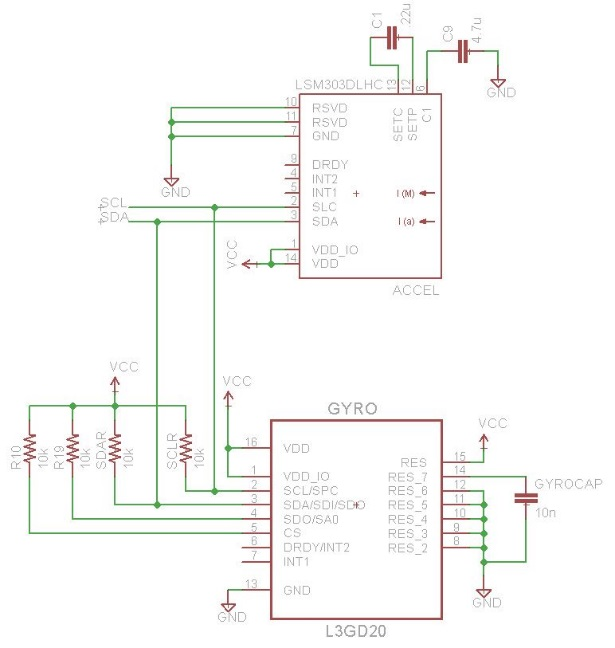 C1
.22u
C9
4.7u
LSM303DLHC
13
12
6
GND
SETC
SETP
C1
10 RSVD
11 RSVD
7 GND
9 DRDY
4 INT2
5 INT1 I (M)
GND
SCL 2 SLC
SDA 3 SDA I (a)
1 VDD_IO
VCC 14 VDD
ACCEL
VCC
VCC
GYRO
VCC
R10 10k
R19 10k
SDAR 10k
SCLR 10k
16 VDD
RES 15
1 VDD_IO RES_7 14
2 SCL/SPC RES_6 12
3 SDA/SDI/SDO RES_5 11
4 SDO/SA0 RES_4 10
5 CS RES_3 9
6 DRDY/INT2 RES_2 8
7 INT1
GYROCAP
10n
13 GND
GND
GND
L3GD20